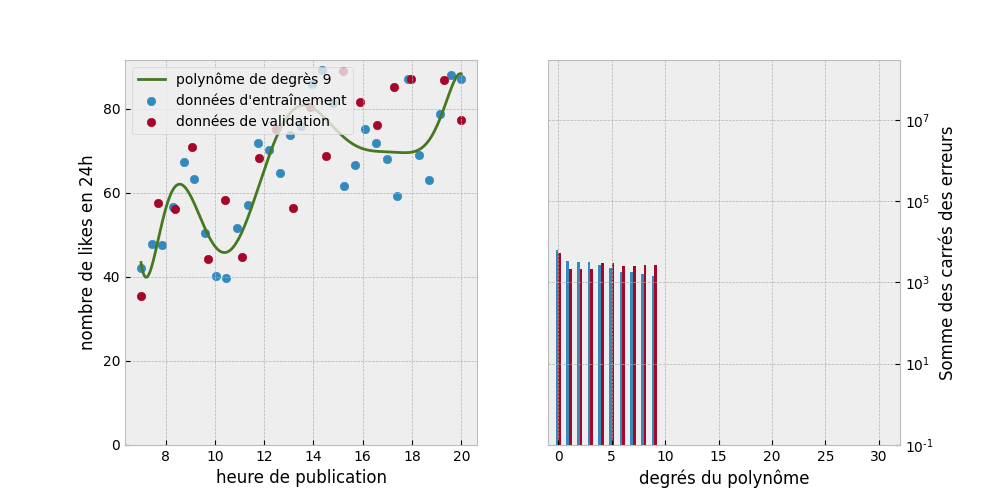 polynôme de degrès 9
données d'entraînement
données de validation
80
60
40
20
0
8 10 12 14 16 18 20
nombre de likes en 24h
heure de publication
10^7
10^5
10^3
10^1
10^-1
0 5 10 15 20 25 30
Somme des carrés des erreurs
degrés du polynôme